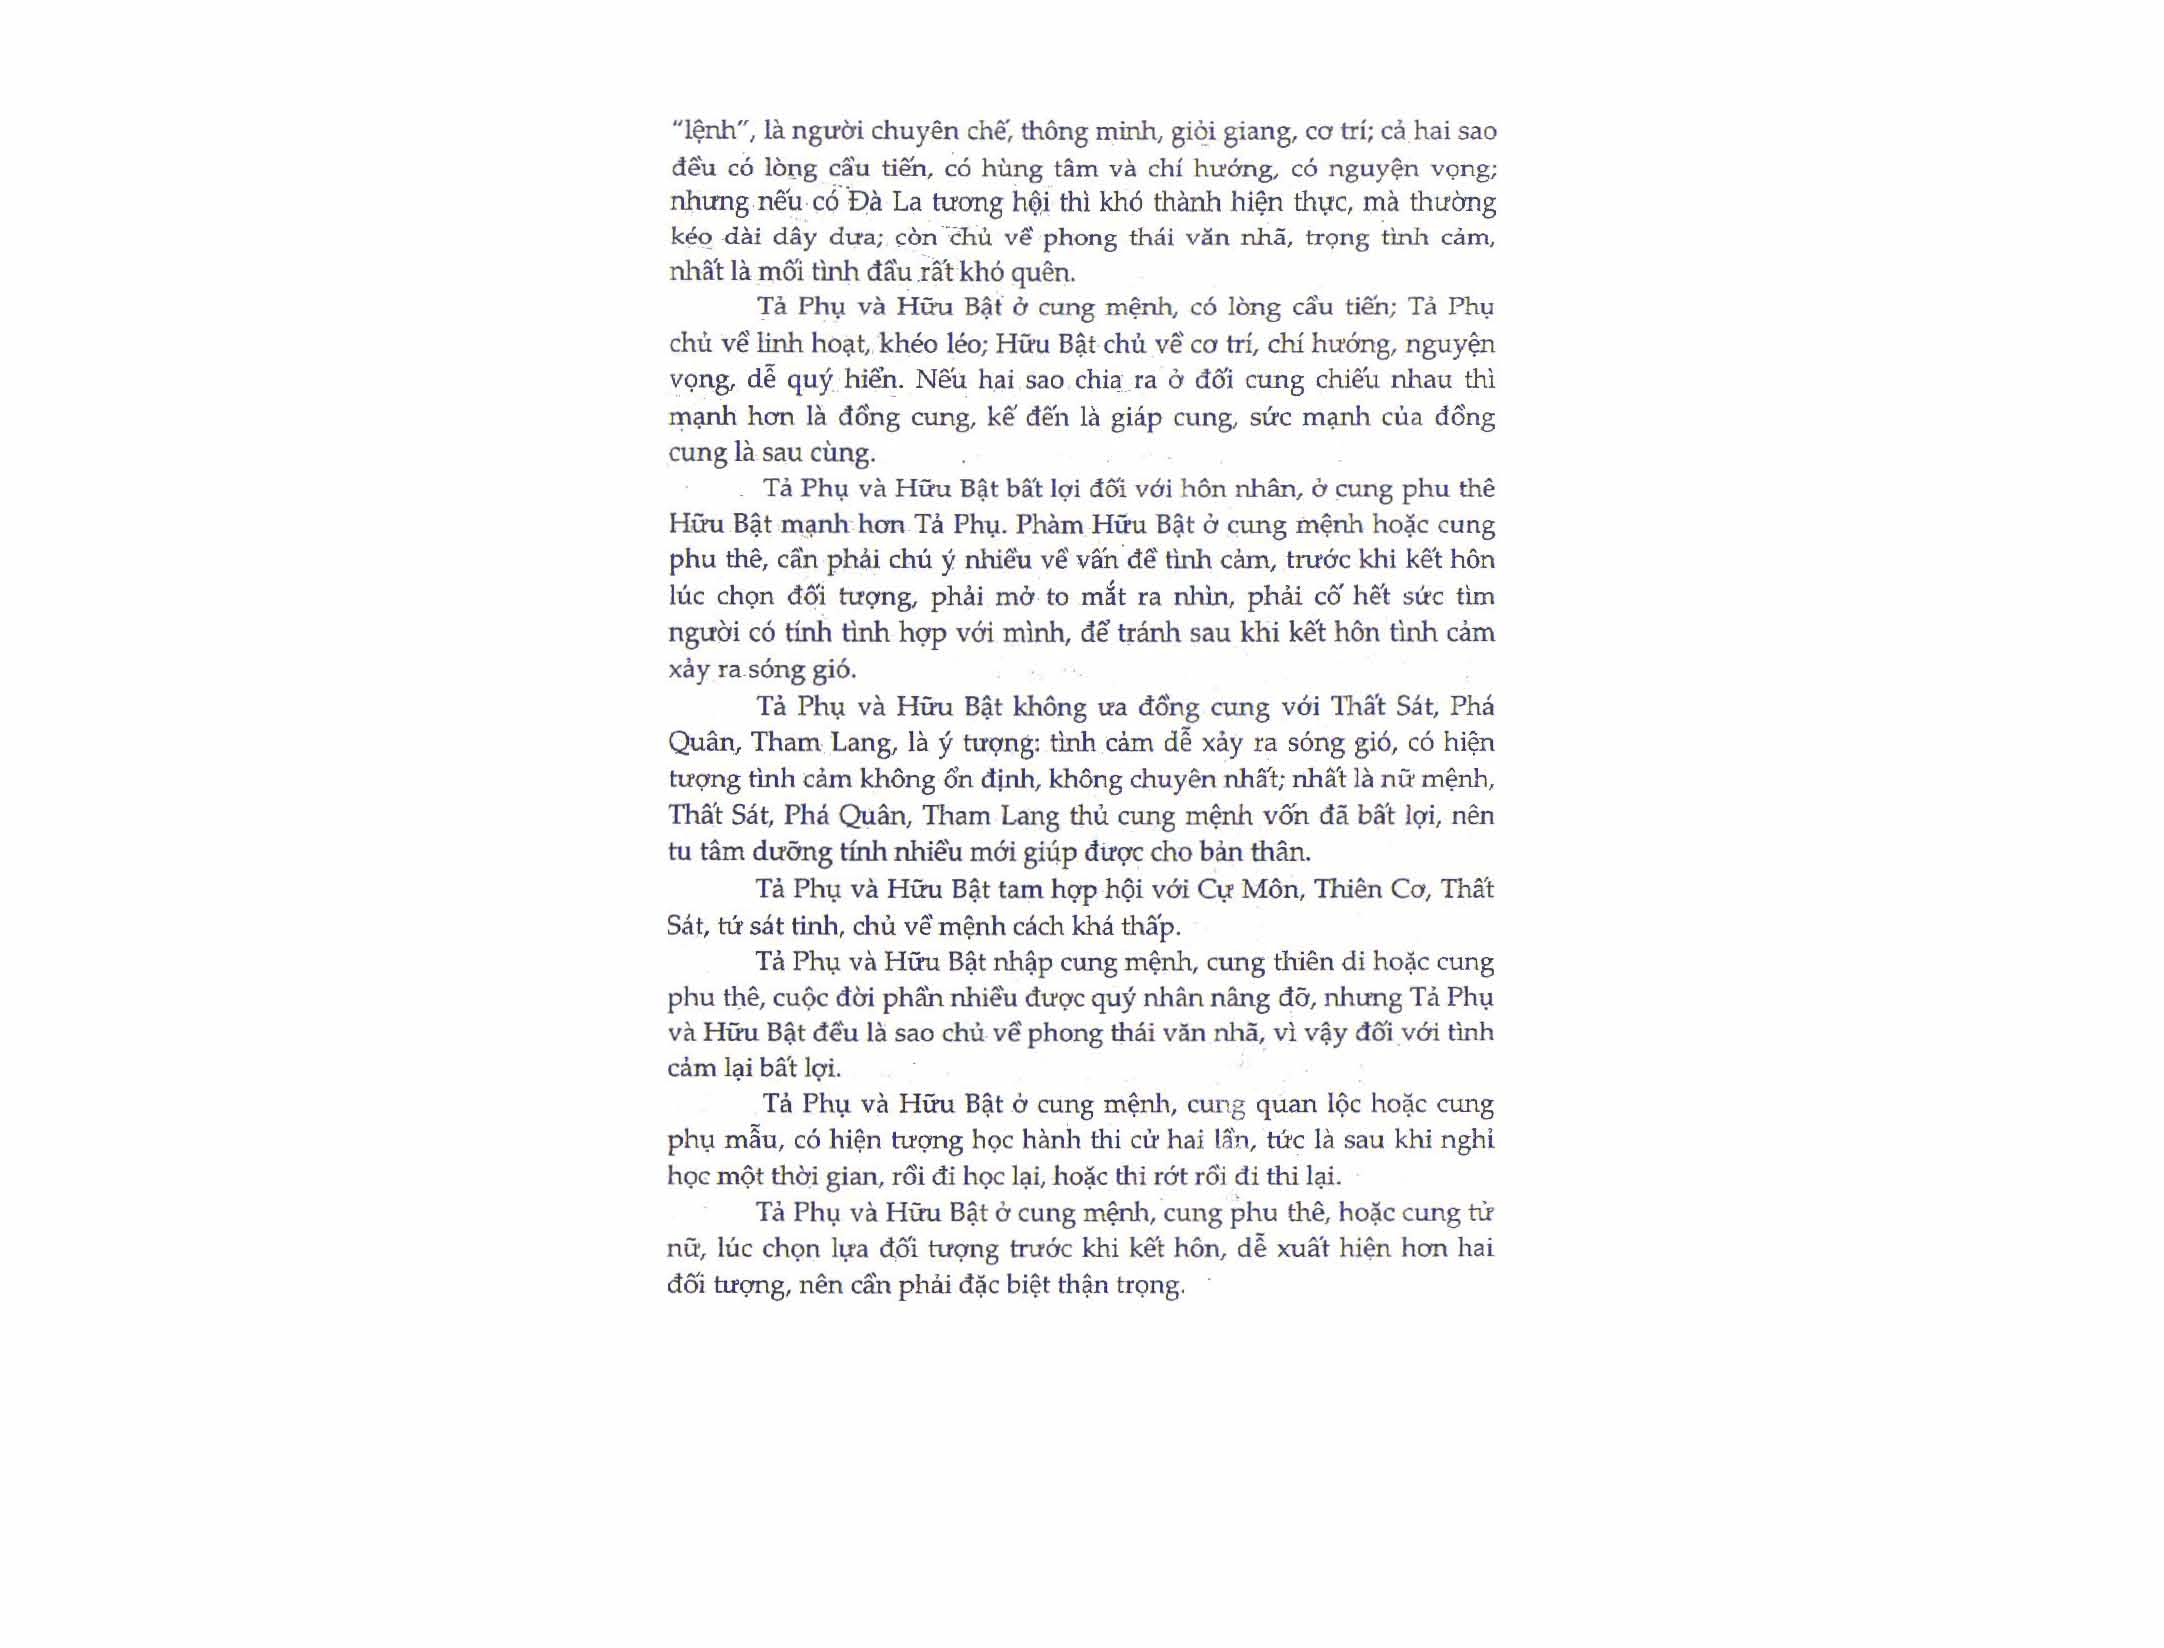 "lệnh", là người chuyên chế, thông minh, giỏi giang, cơ trí; cả hai sao
đều có lòng cầu tiến, có hùng tâm và chí hướng, có nguyện vọng;
nhưng nếu có Đà La tương hội thì khó thành hiện thực, mà thường
kéo dài dây dưa; còn chủ về phong thái văn nhã, trọng tình cảm,
nhất là mối tình đầu rất khó quên.
Tả Phụ và Hữu Bật ở cung mệnh, có lòng cầu tiến; Tả Phụ
chủ về linh hoạt, khéo léo; Hữu Bật chủ về cơ trí, chí hướng, nguyện
vọng, dễ quý hiển. Nếu hai sao chia ra ở đối cung chiếu nhau thì
mạnh hơn là đồng cung, kế đến là giáp cung, sức mạnh của đồng
cung là sau cùng.
Tả Phụ và Hữu Bật bất lợi đối với hôn nhân, ở cung phu thê
Hữu Bật mạnh hơn Tả Phụ. Phàm Hữu Bật ở cung mệnh hoặc cung
phu thê, cần phải chú ý nhiều về vấn đề tình cảm, trước khi kết hôn
lúc chọn đối tượng, phải mở to mắt ra nhìn, phải cố hết sức tìm
người có tính tình hợp với mình, để tránh sau khi kết hôn tình cảm
xảy ra sóng gió.
Tả Phụ và Hữu Bật không ưa đồng cung với Thất Sát, Phá
Quân, Tham Lang, là ý tượng: tình cảm dễ xảy ra sóng gió, có hiện
tượng tình cảm không ổn định, không chuyên nhất; nhất là nữ mệnh,
Thất Sát, Phá Quân, Tham Lang thủ cung mệnh vốn đã bất lợi, nên
tu tâm dưỡng tính nhiều mới giúp được cho bản thân.
Tả Phụ và Hữu Bật tam hợp hội với Cự Môn, Thiên Cơ, Thất
Sát, tứ sát tinh, chủ về mệnh cách khá thấp.
Tả Phụ và Hữu Bật nhập cung mệnh, cung thiên di hoặc cung
phu thê, cuộc đời phần nhiều được quý nhân nâng đỡ, nhưng Tả Phụ
và Hữu Bật đều là sao chủ về phong thái văn nhã, vì vậy đối với tình
cảm lại bất lợi.
Tả Phụ và Hữu Bật ở cung mệnh, cung quan lộc hoặc cung
phụ mẫu, có hiện tượng học hành thi cử hai lần, tức là sau khi nghỉ
học một thời gian, rồi đi học lại, hoặc thi rớt rồi đi thi lại.
Tả Phụ và Hữu Bật ở cung mệnh, cung phu thê, hoặc cung tử
nữ, lúc chọn lựa đối tượng trước khi kết hôn, dễ xuất hiện hơn hai
đối tượng, nên cần phải đặc biệt thận trọng.